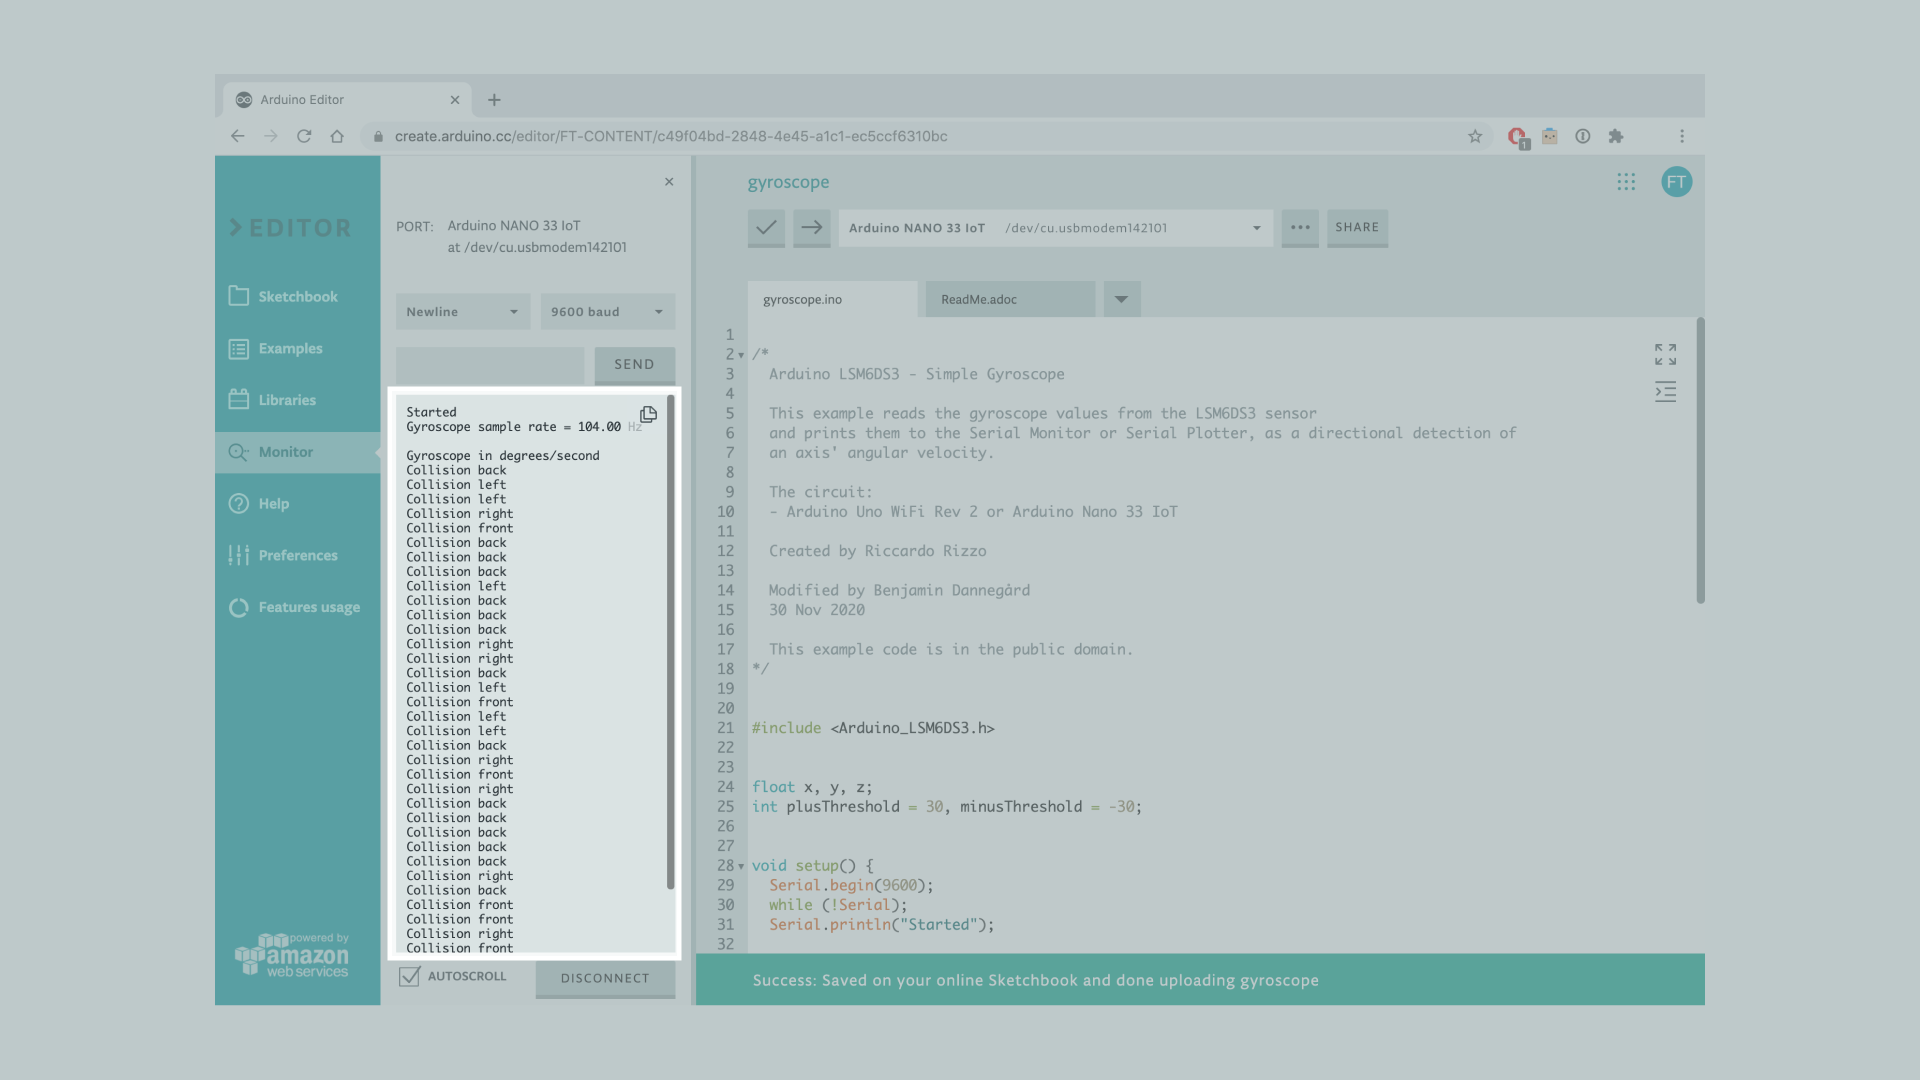 Arduino Editor
create.arduino.cc/editor/FT-CONTENT/c49f04bd-2848-4e45-a1c1-ec5ccf6310bc
1
EDITOR
Sketchbook
Examples
Libraries
Monitor
Help
Preferences
Features usage
powered by
amazon
web services
PORT: Arduino NANO 33 IoT
at /dev/cu.usbmodem142101
Newline
9600 baud
SEND
Started
Gyroscope sample rate = 104.00 Hz
Gyroscope in degrees/second
Collision back
Collision left
Collision left
Collision right
Collision front
Collision back
Collision back
Collision back
Collision left
Collision back
Collision back
Collision back
Collision right
Collision right
Collision back
Collision left
Collision front
Collision left
Collision left
Collision back
Collision right
Collision front
Collision right
Collision back
Collision back
Collision back
Collision back
Collision back
Collision right
Collision back
Collision front
Collision front
Collision right
Collision front
AUTOSCROLL
DISCONNECT
gyroscope
FT
Arduino NANO 33 IoT /dev/cu.usbmodem142101
SHARE
gyroscope.ino
ReadMe.adoc
1
2 /*
3 Arduino LSM6DS3 - Simple Gyroscope
4
5 This example reads the gyroscope values from the LSM6DS3 sensor
6 and prints them to the Serial Monitor or Serial Plotter, as a directional detection of
7 an axis' angular velocity.
8
9 The circuit:
10 - Arduino Uno WiFi Rev 2 or Arduino Nano 33 IoT
11
12 Created by Riccardo Rizzo
13
14 Modified by Benjamin Dannegård
15 30 Nov 2020
16
17 This example code is in the public domain.
18 */
19
20
21 #include <Arduino_LSM6DS3.h>
22
23
24 float x, y, z;
25 int plusThreshold = 30, minusThreshold = -30;
26
27
28 void setup() {
29 Serial.begin(9600);
30 while (!Serial);
31 Serial.println("Started");
32
Success: Saved on your online Sketchbook and done uploading gyroscope